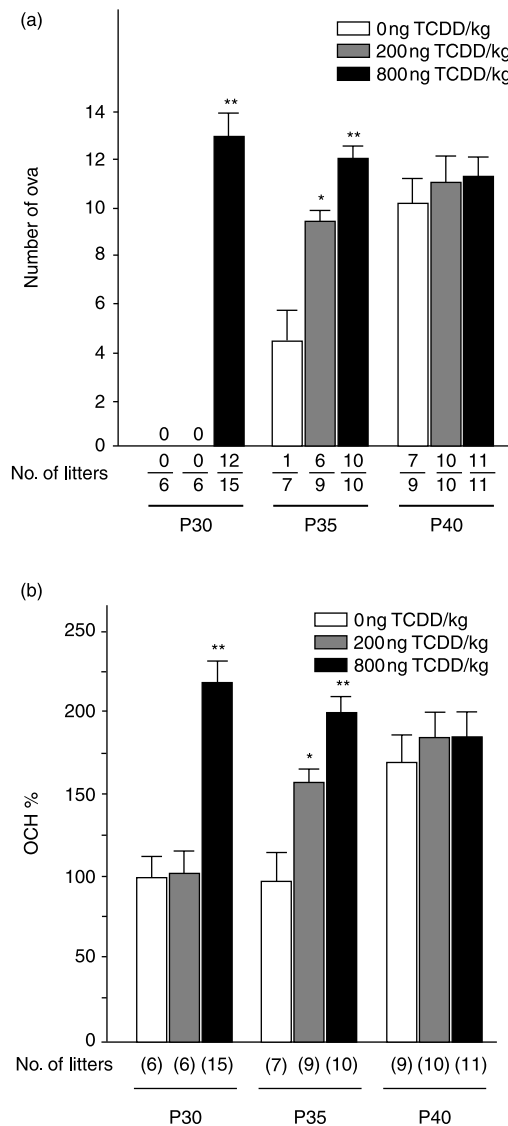 (a)
0 ng TCDD/kg
200 ng TCDD/kg
800 ng TCDD/kg
Number of ova
14
12
10
8
6
4
2
0
**
*
**
0 0
No. of litters
0/6 0/6 12/15 1/7 6/9 10/10 7/9 10/10 11/11
P30 P35 P40
(b)
0 ng TCDD/kg
200 ng TCDD/kg
800 ng TCDD/kg
OCH %
250
200
150
100
50
0
**
*
**
No. of litters (6) (6) (15) (7) (9) (10) (9) (10) (11)
P30 P35 P40